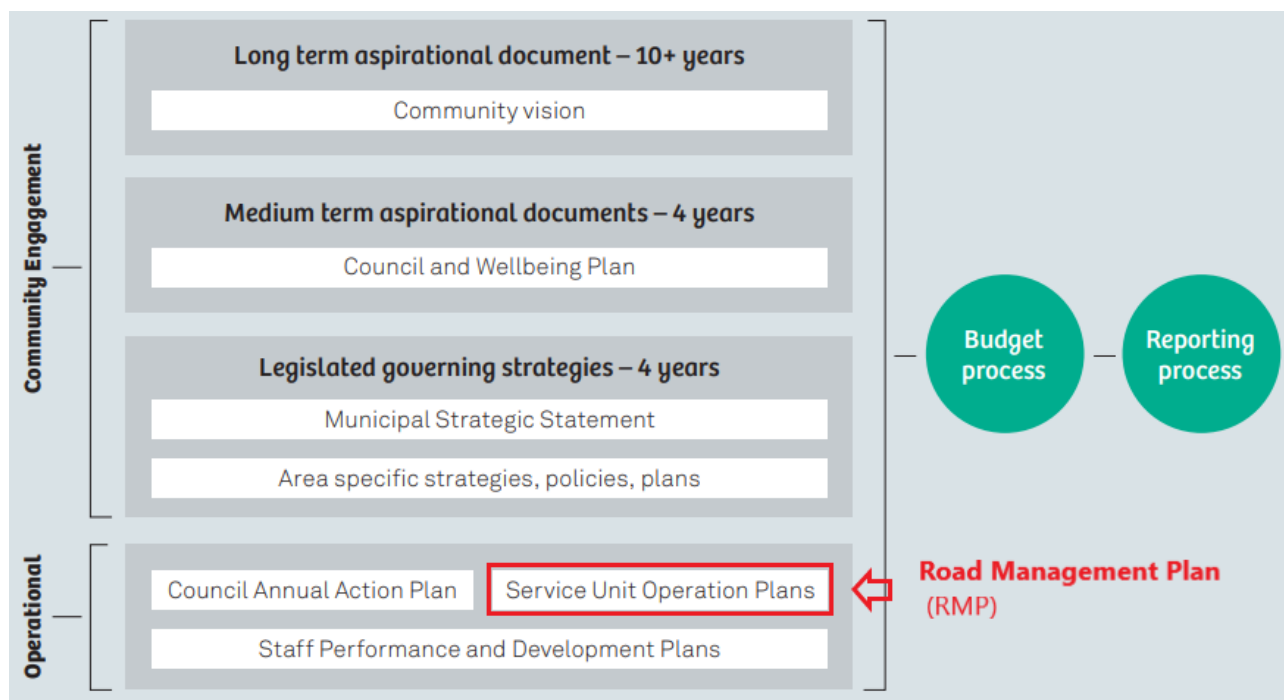 Community Engagement
Long term aspirational document – 10+ years
Community vision
Medium term aspirational documents – 4 years
Council and Wellbeing Plan
Legislated governing strategies – 4 years
Municipal Strategic Statement
Area specific strategies, policies, plans
Operational
Council Annual Action Plan
Service Unit Operation Plans
Staff Performance and Development Plans
Budget
process
Reporting
process
Road Management Plan
(RMP)